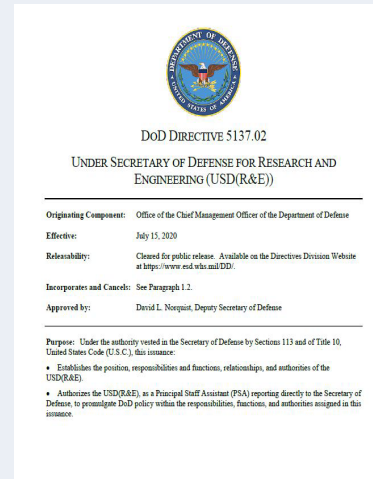 DEPARTMENT OF DEFENSE
UNITED STATES OF AMERICA
DOD DIRECTIVE 5137.02
UNDER SECRETARY OF DEFENSE FOR RESEARCH AND
ENGINEERING (USD(R&E))
Originating Component: Office of the Chief Management Officer of the Department of Defense
Effective: July 15, 2020
Releasability: Cleared for public release. Available on the Directives Division Website
at https://www.esd.whs.mil/DD/.
Incorporates and Cancels: See Paragraph 1.2.
Approved by: David L. Norquist, Deputy Secretary of Defense
Purpose: Under the authority vested in the Secretary of Defense by Sections 113 and of Title 10,
United States Code (U.S.C.), this issuance:
• Establishes the position, responsibilities and functions, relationships, and authorities of the
USD(R&E).
• Authorizes the USD(R&E), as a Principal Staff Assistant (PSA) reporting directly to the Secretary of
Defense, to promulgate DoD policy within the responsibilities, functions, and authorities assigned in this
issuance.